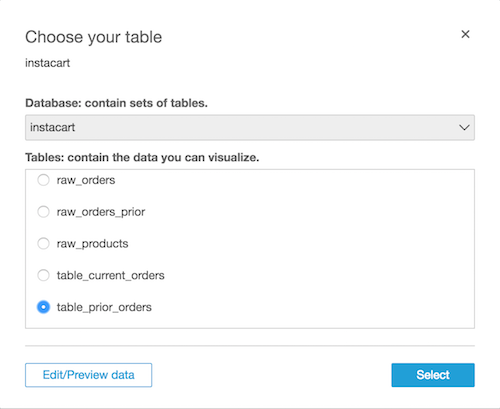 Choose your table
instacart
Database: contain sets of tables.
instacart
Tables: contain the data you can visualize.
raw_orders
raw_orders_prior
raw_products
table_current_orders
table_prior_orders
Edit/Preview data
Select